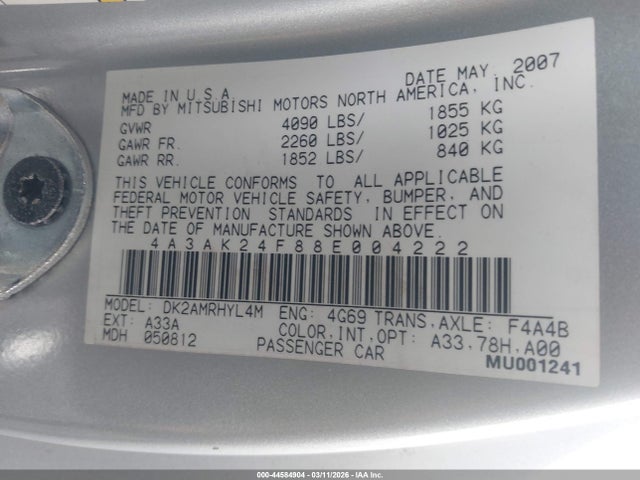 MADE IN U.S.A. DATE MAY. 2007
MFD BY MITSUBISHI MOTORS NORTH AMERICA, INC.
GVWR 4090 LBS/ 1855 KG
GAWR FR. 2260 LBS/ 1025 KG
GAWR RR. 1852 LBS/ 840 KG
THIS VEHICLE CONFORMS TO ALL APPLICABLE
FEDERAL MOTOR VEHICLE SAFETY, BUMPER, AND
THEFT PREVENTION STANDARDS IN EFFECT ON
THE DATE OF MANUFACTURE SHOWN ABOVE.
4A3AK24F88E004222
MODEL: DK2AMRHYL4M ENG: 4G69 TRANS,AXLE: F4A4B
EXT: A33A COLOR,INT,OPT: A33,78H,A00
MDH 050812 PASSENGER CAR
MU001241
000-44584904 - 03/11/2026 - IAA Inc.